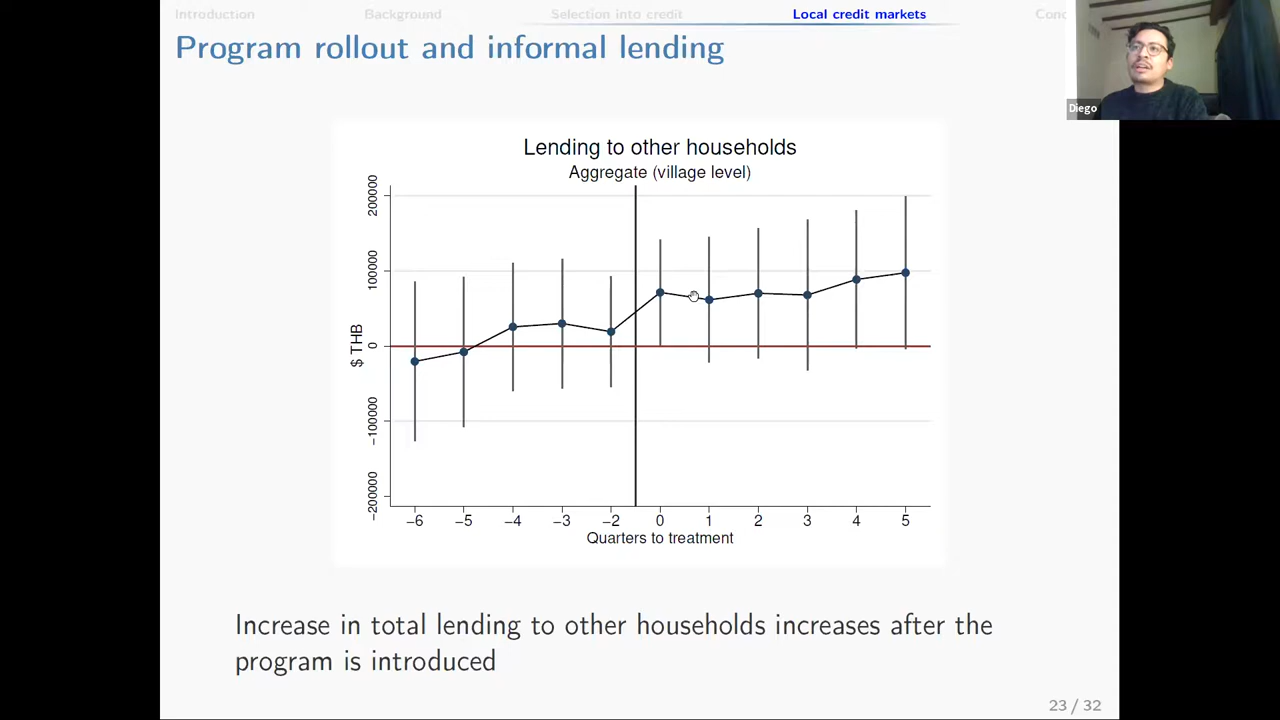 Introduction Background Selection into credit Local credit markets Conc
Program rollout and informal lending
Diego
Lending to other households
Aggregate (village level)
200000
100000
0
−100000
−200000
$ THB
−6 −5 −4 −3 −2 0 1 2 3 4 5
Quarters to treatment
Increase in total lending to other households increases after the
program is introduced
23 / 32